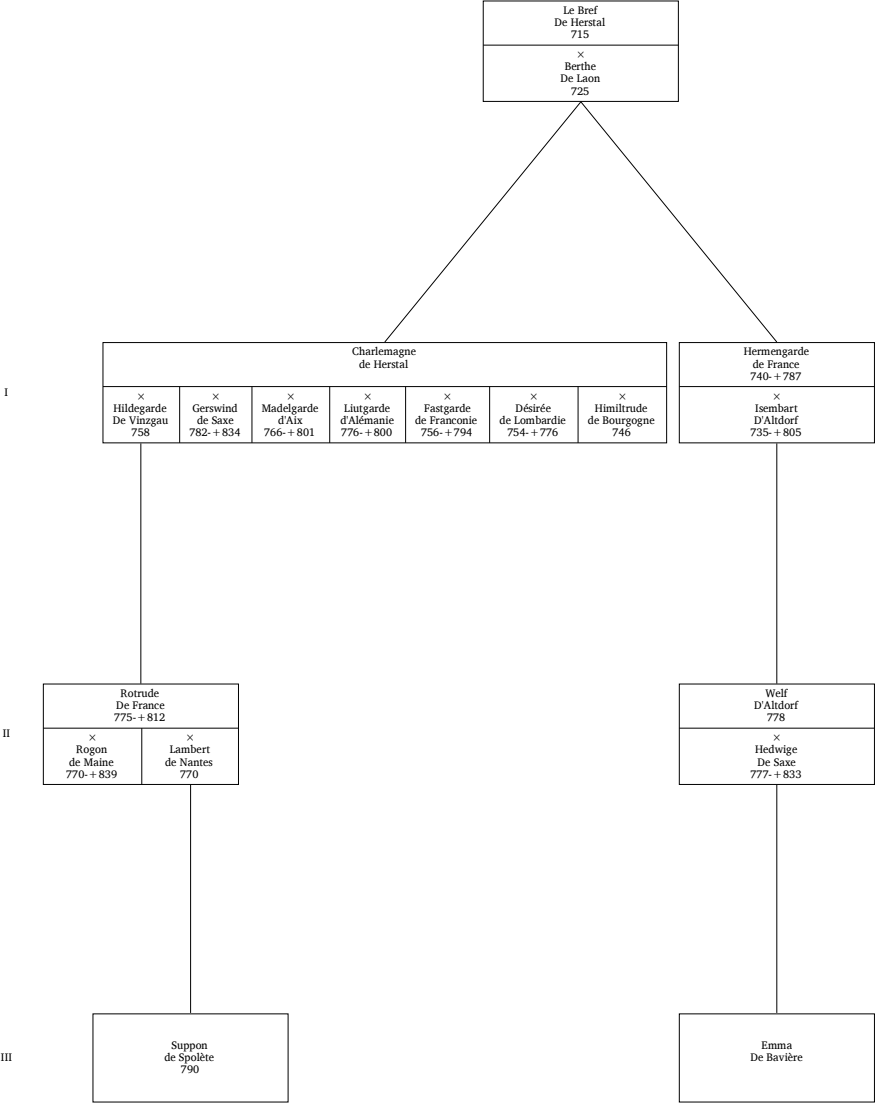 Le Bref
De Herstal
715
×
Berthe
De Laon
725
I
Charlemagne
de Herstal
×
Hildegarde
De Vinzgau
758
×
Gerswind
de Saxe
782-+834
×
Madelgarde
d'Aix
766-+801
×
Liutgarde
d'Alémanie
776-+800
×
Fastgarde
de Franconie
756-+794
×
Désirée
de Lombardie
754-+776
×
Himiltrude
de Bourgogne
746
Hermengarde
de France
740-+787
×
Isembart
D'Altdorf
735-+805
II
Rotrude
De France
775-+812
×
Rogon
de Maine
770-+839
×
Lambert
de Nantes
770
Welf
D'Altdorf
778
×
Hedwige
De Saxe
777-+833
III
Suppon
de Spolète
790
Emma
De Bavière